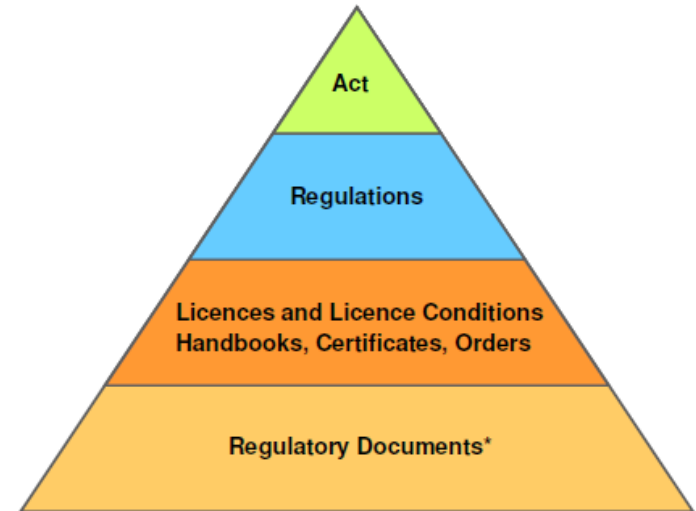 Act
Regulations
Licences and Licence Conditions
Handbooks, Certificates, Orders
Regulatory Documents*